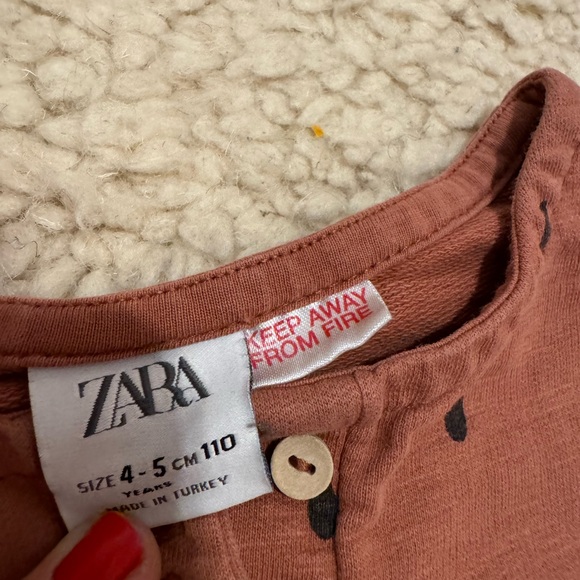 KEEP AWAY
FROM FIRE
ZARA
SIZE 4-5 CM 110
YEARS
MADE IN TURKEY